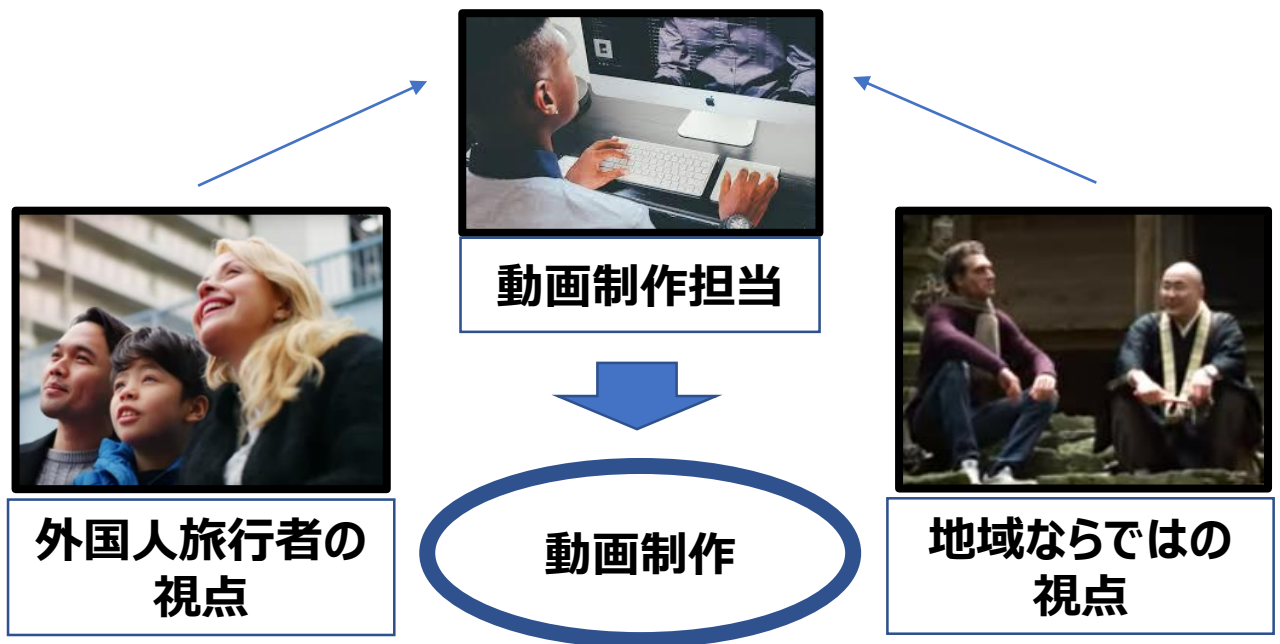 動画制作担当
外国人旅行者の
視点
動画制作
地域ならではの
視点